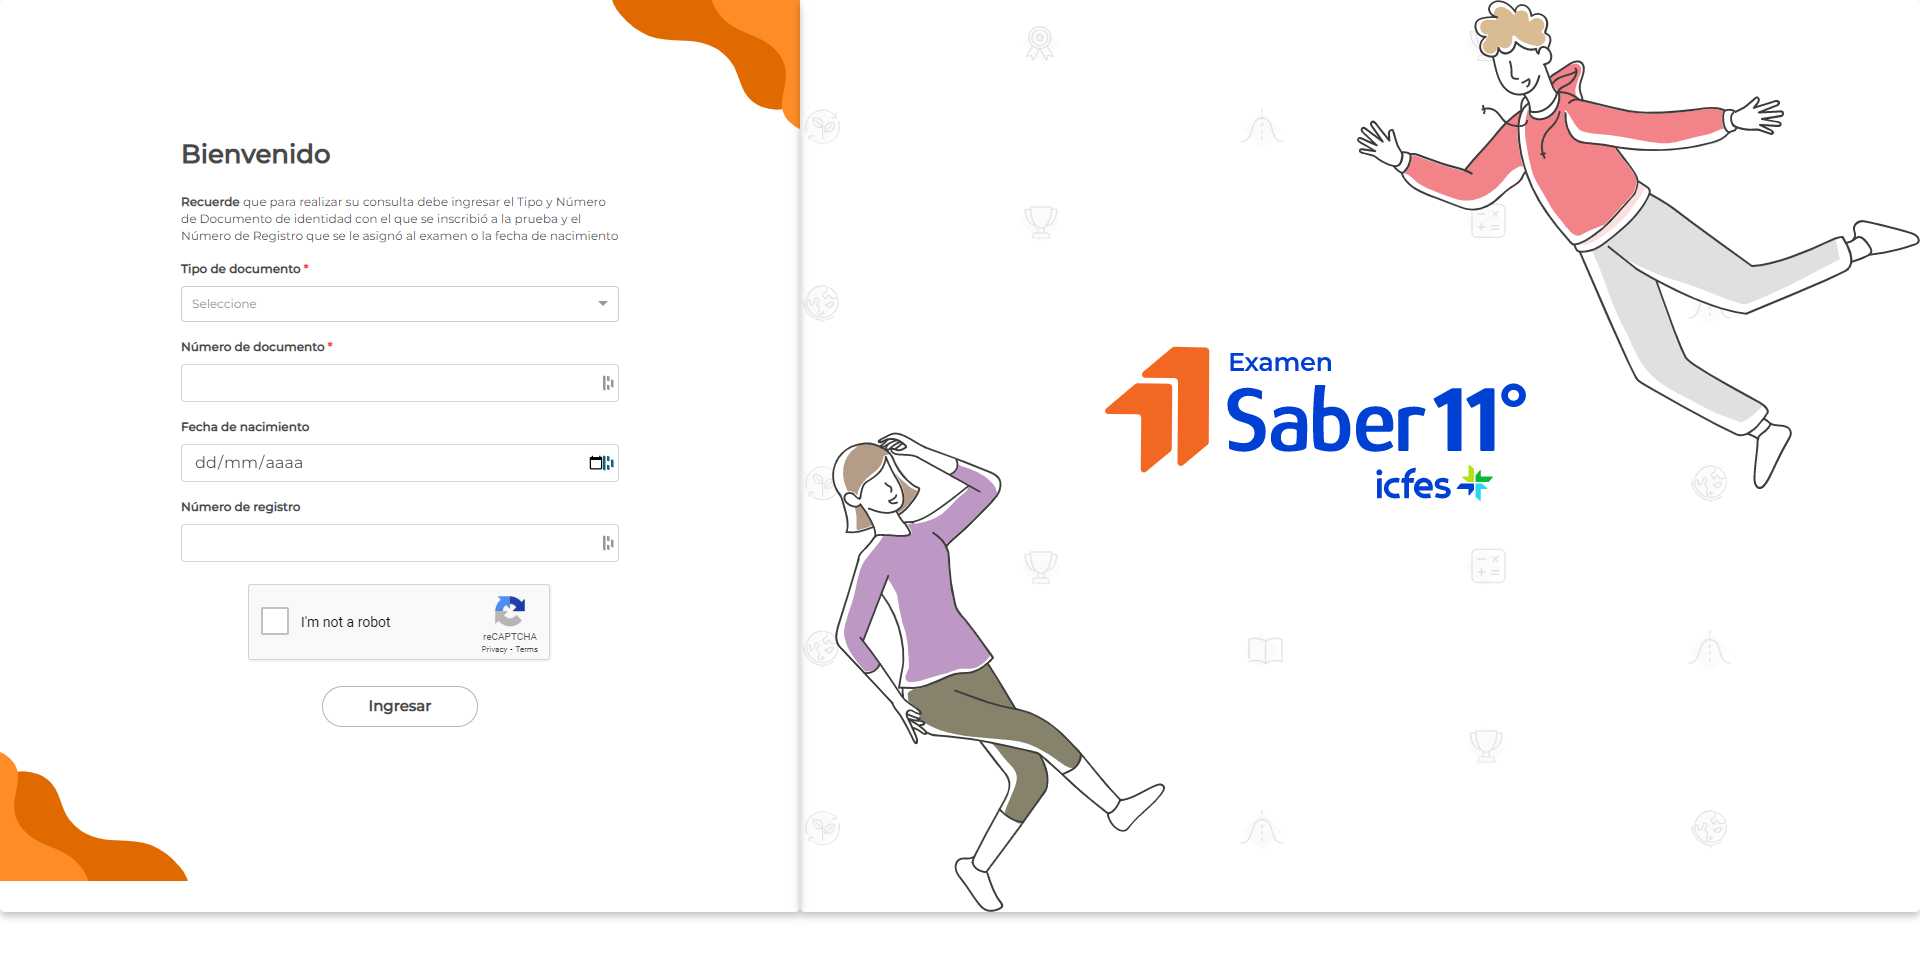 Bienvenido
Recuerde que para realizar su consulta debe ingresar el Tipo y Número
de Documento de identidad con el que se inscribió a la prueba y el
Número de Registro que se le asignó al examen o la fecha de nacimiento
Tipo de documento *
Seleccione
Número de documento *
Fecha de nacimiento
dd/mm/aaaa
Número de registro
I'm not a robot
reCAPTCHA
Privacy - Terms
Ingresar
Examen
Saber 11°
icfes